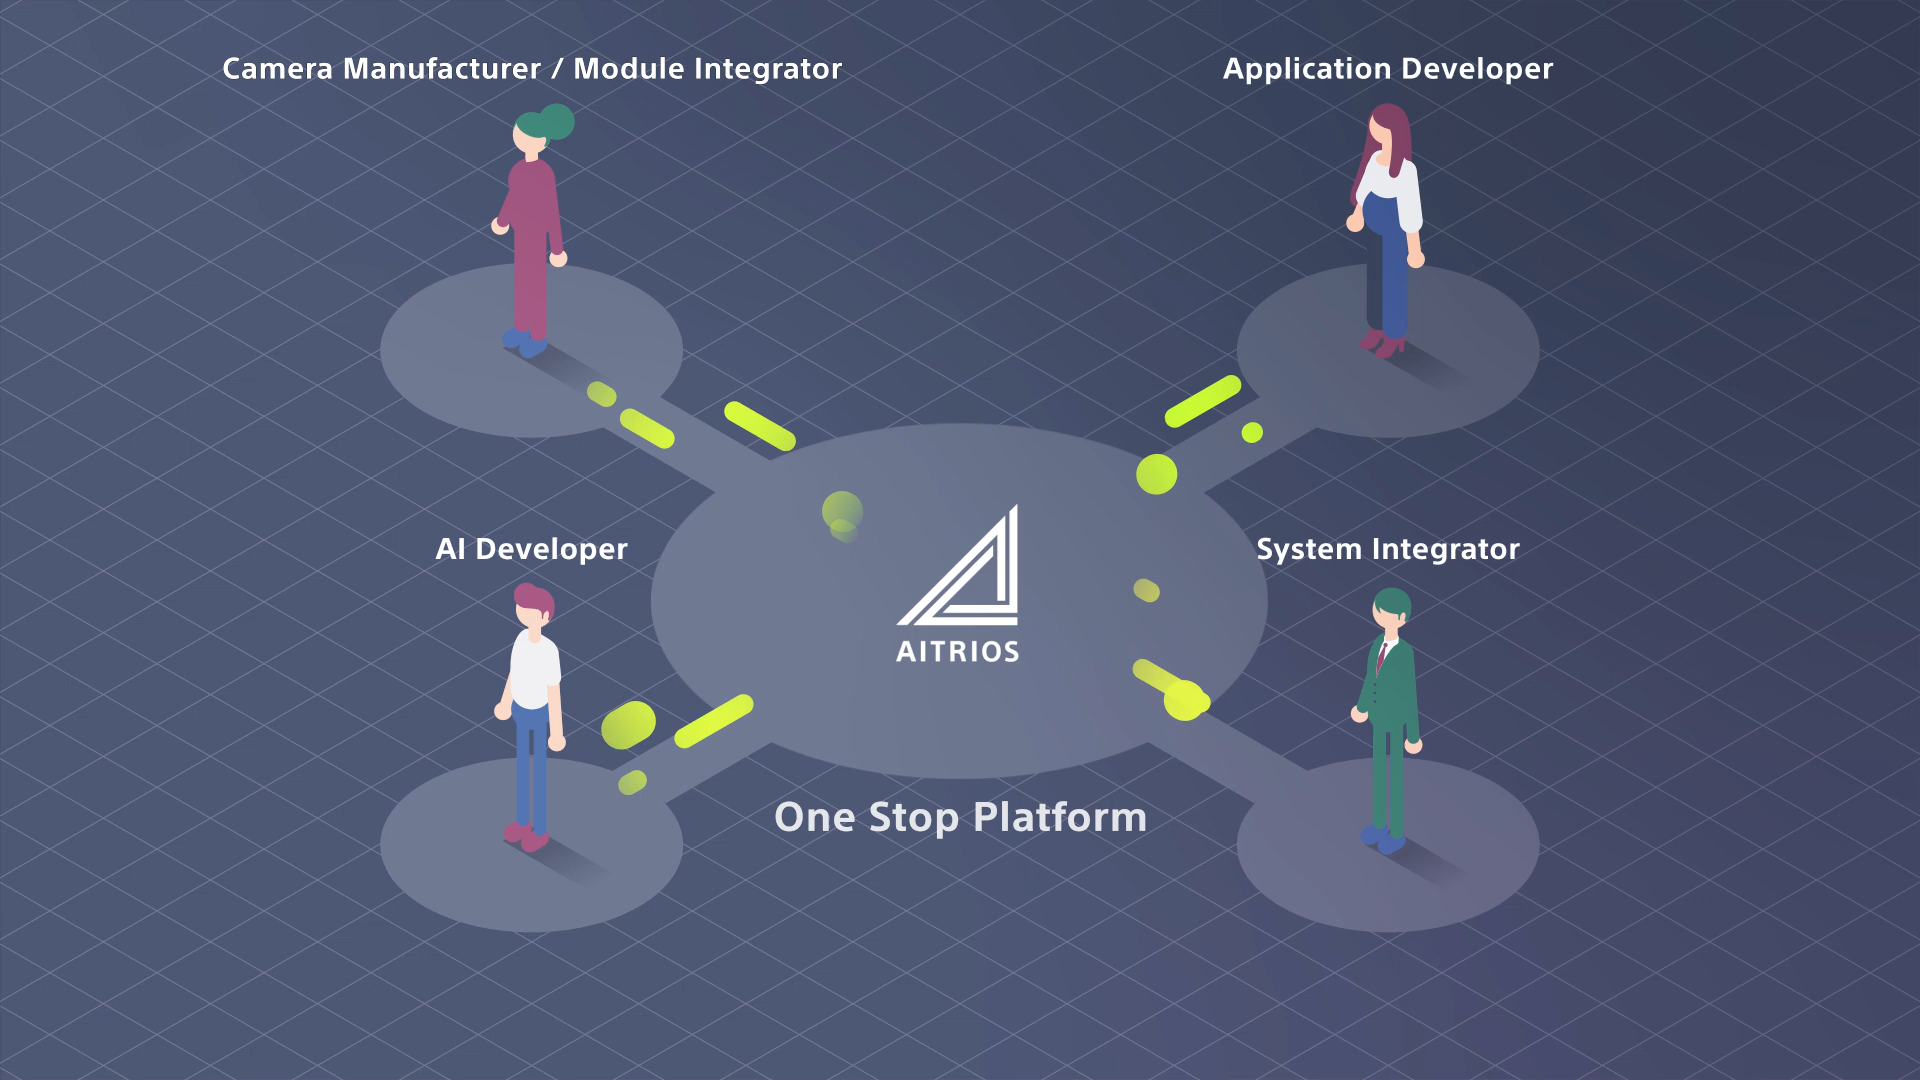 Camera Manufacturer / Module Integrator
Application Developer
AI Developer
System Integrator
AITRIOS
One Stop Platform